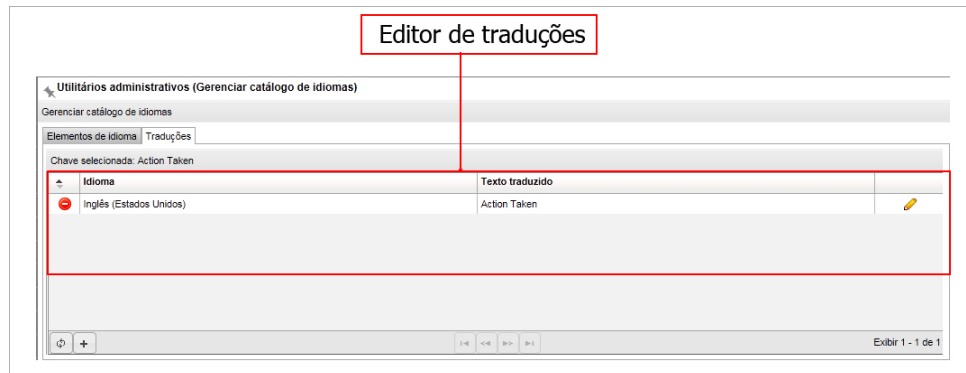 Editor de traduções
Utilitários administrativos (Gerenciar catálogo de idiomas)
Gerenciar catálogo de idiomas
Elementos de idioma Traduções
Chave selecionada: Action Taken
Idioma Texto traduzido
Inglês (Estados Unidos) Action Taken
Exibir 1 - 1 de 1